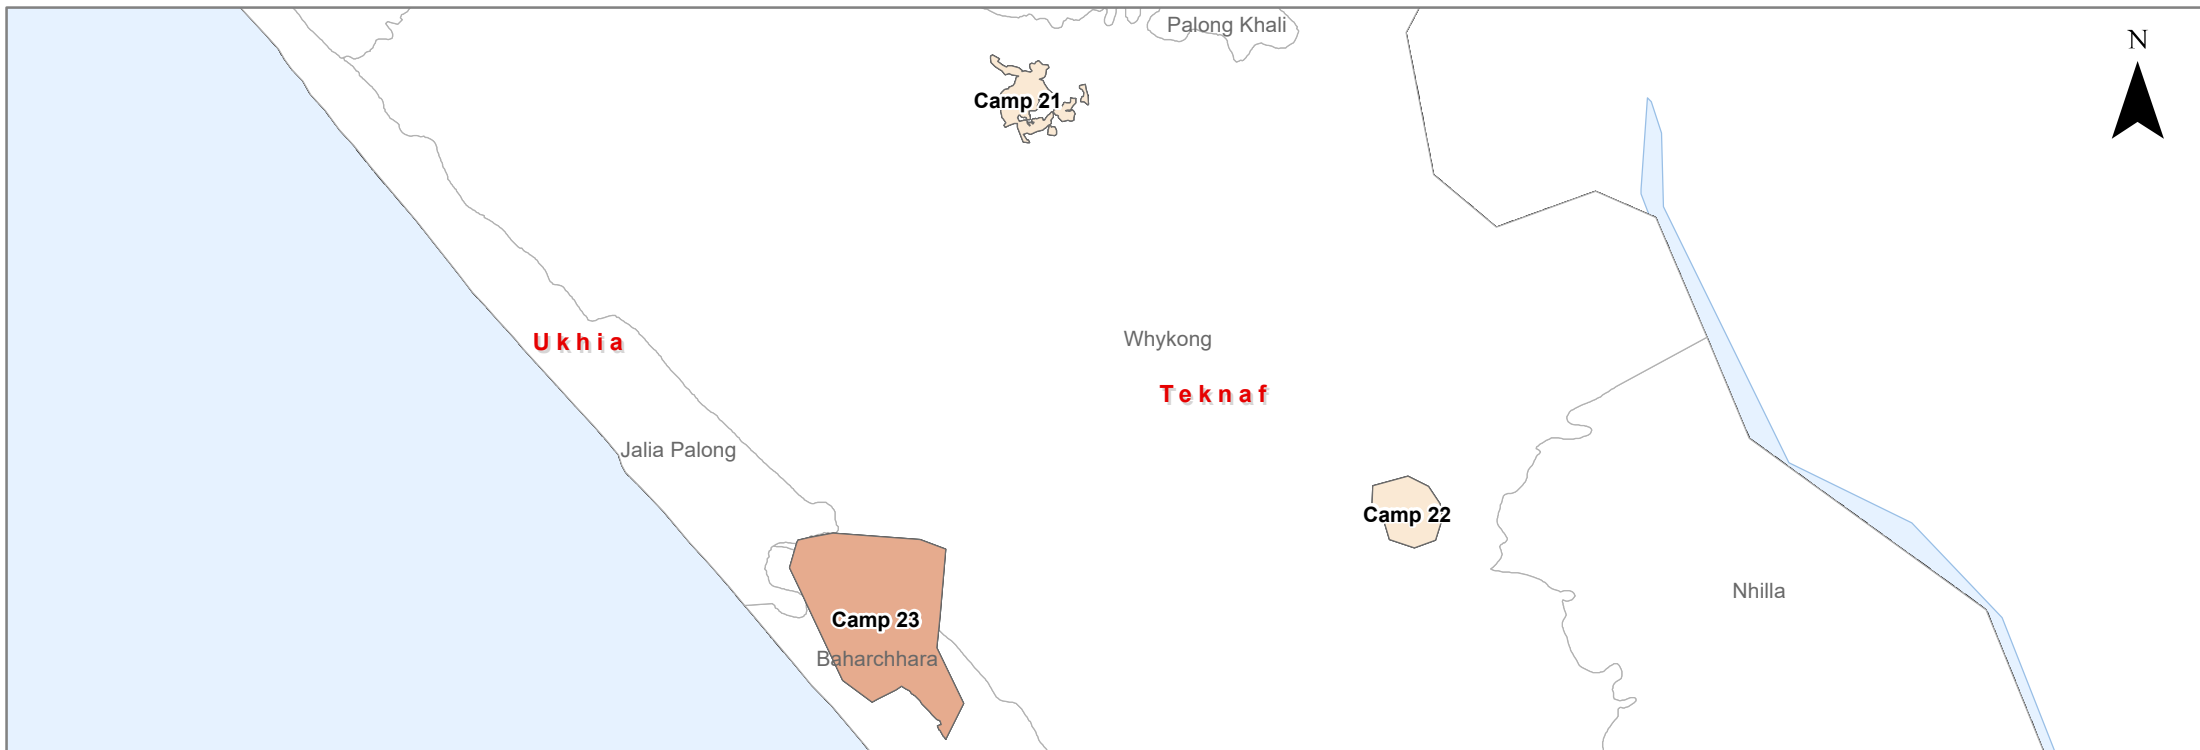 Palong Khali
N
Camp 21
Whykong
Ukhia
Teknaf
Jalia Palong
Camp 22
Nhilla
Camp 23
Baharchhara